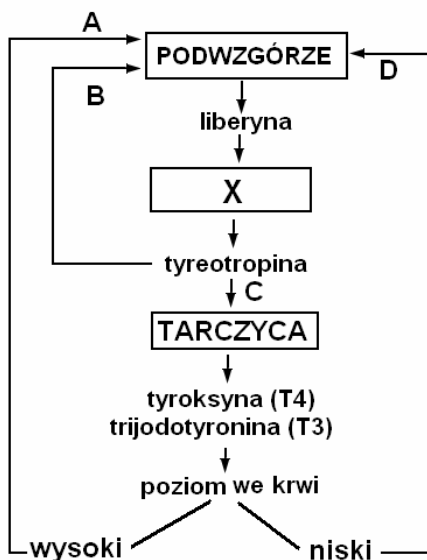 A
PODWZGÓRZE
B
D
liberyna
X
tyreotropina
C
TARCZYCA
tyroksyna (T4)
trijodotyronina (T3)
poziom we krwi
wysoki
niski